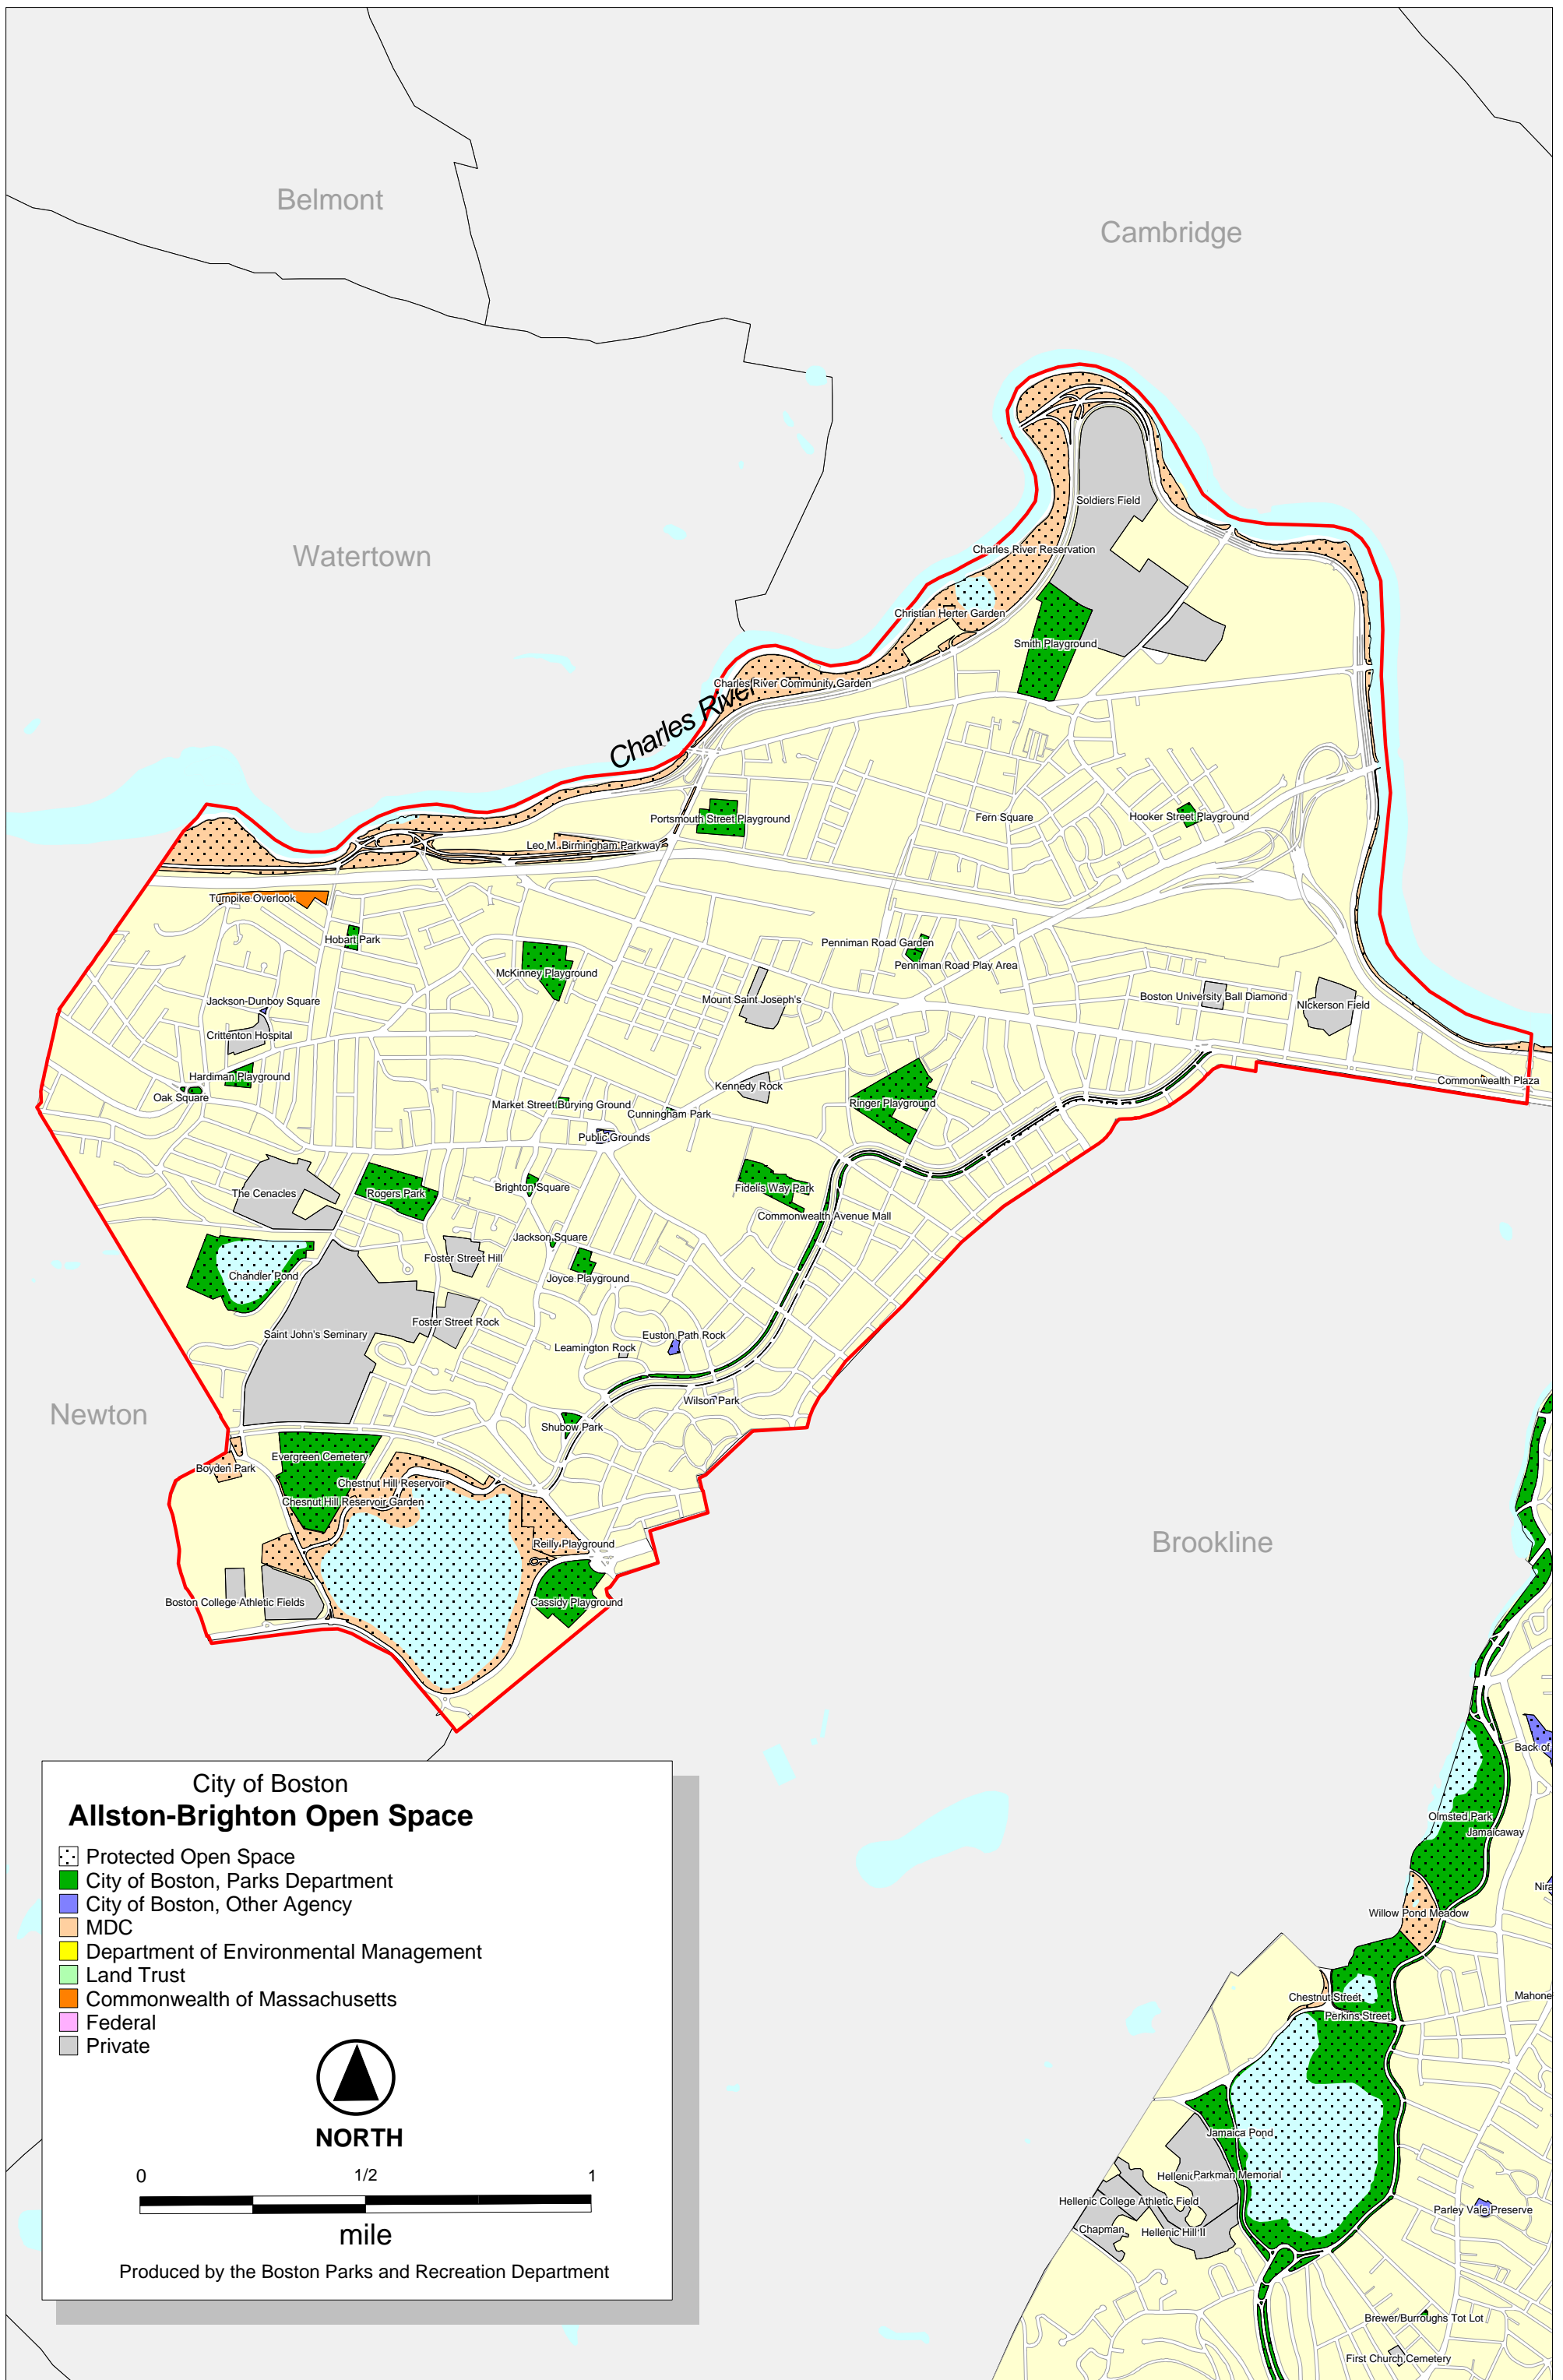 Belmont
Cambridge
Watertown
Soldiers Field
Charles River Reservation
Christian Herter Garden
Smith Playground
Charles River Community Garden
Charles River
Portsmouth Street Playground
Fern Square
Hooker Street Playground
Leo M. Birmingham Parkway
Turnpike Overlook
Hobart Park
McKinney Playground
Penniman Road Garden
Penniman Road Play Area
Mount Saint Joseph's
Boston University Ball Diamond
NIckerson Field
Jackson-Dunboy Square
Crittenton Hospital
Hardiman Playground
Oak Square
Kennedy Rock
Commonwealth Plaza
Market Street Burying Ground
Cunningham Park
Ringer Playground
Public Grounds
The Cenacles
Rogers Park
Brighton Square
Fidelis Way Park
Commonwealth Avenue Mall
Jackson Square
Foster Street Hill
Chandler Pond
Joyce Playground
Foster Street Rock
Saint John's Seminary
Euston Path Rock
Leamington Rock
Newton
Wilson Park
Shubow Park
Evergreen Cemetery
Boyden Park
Chestnut Hill Reservoir
Chesnut Hill Reservoir Garden
Reilly Playground
Brookline
Boston College Athletic Fields
Cassidy Playground
Back of
Olmsted Park
Jamaicaway
Nira
Willow Pond Meadow
Chestnut Street
Mahone
Perkins Street
Jamaica Pond
Hellenic
Parkman Memorial
Hellenic College Athletic Field
Chapman
Hellenic Hill II
Parley Vale Preserve
Brewer/Burroughs Tot Lot
First Church Cemetery
City of Boston
Allston-Brighton Open Space
Protected Open Space
City of Boston, Parks Department
City of Boston, Other Agency
MDC
Department of Environmental Management
Land Trust
Commonwealth of Massachusetts
Federal
Private
NORTH
0 1/2 1
mile
Produced by the Boston Parks and Recreation Department